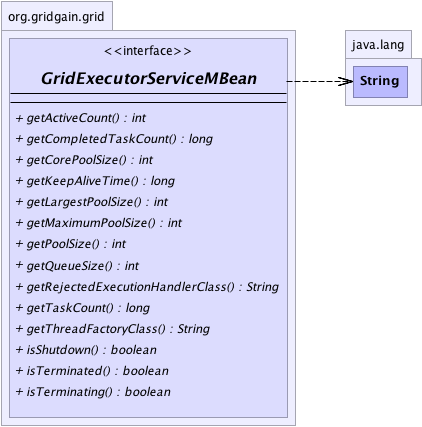 org.gridgain.grid
<<interface>>
GridExecutorServiceMBean
+ getActiveCount() : int
+ getCompletedTaskCount() : long
+ getCorePoolSize() : int
+ getKeepAliveTime() : long
+ getLargestPoolSize() : int
+ getMaximumPoolSize() : int
+ getPoolSize() : int
+ getQueueSize() : int
+ getRejectedExecutionHandlerClass() : String
+ getTaskCount() : long
+ getThreadFactoryClass() : String
+ isShutdown() : boolean
+ isTerminated() : boolean
+ isTerminating() : boolean
java.lang
String